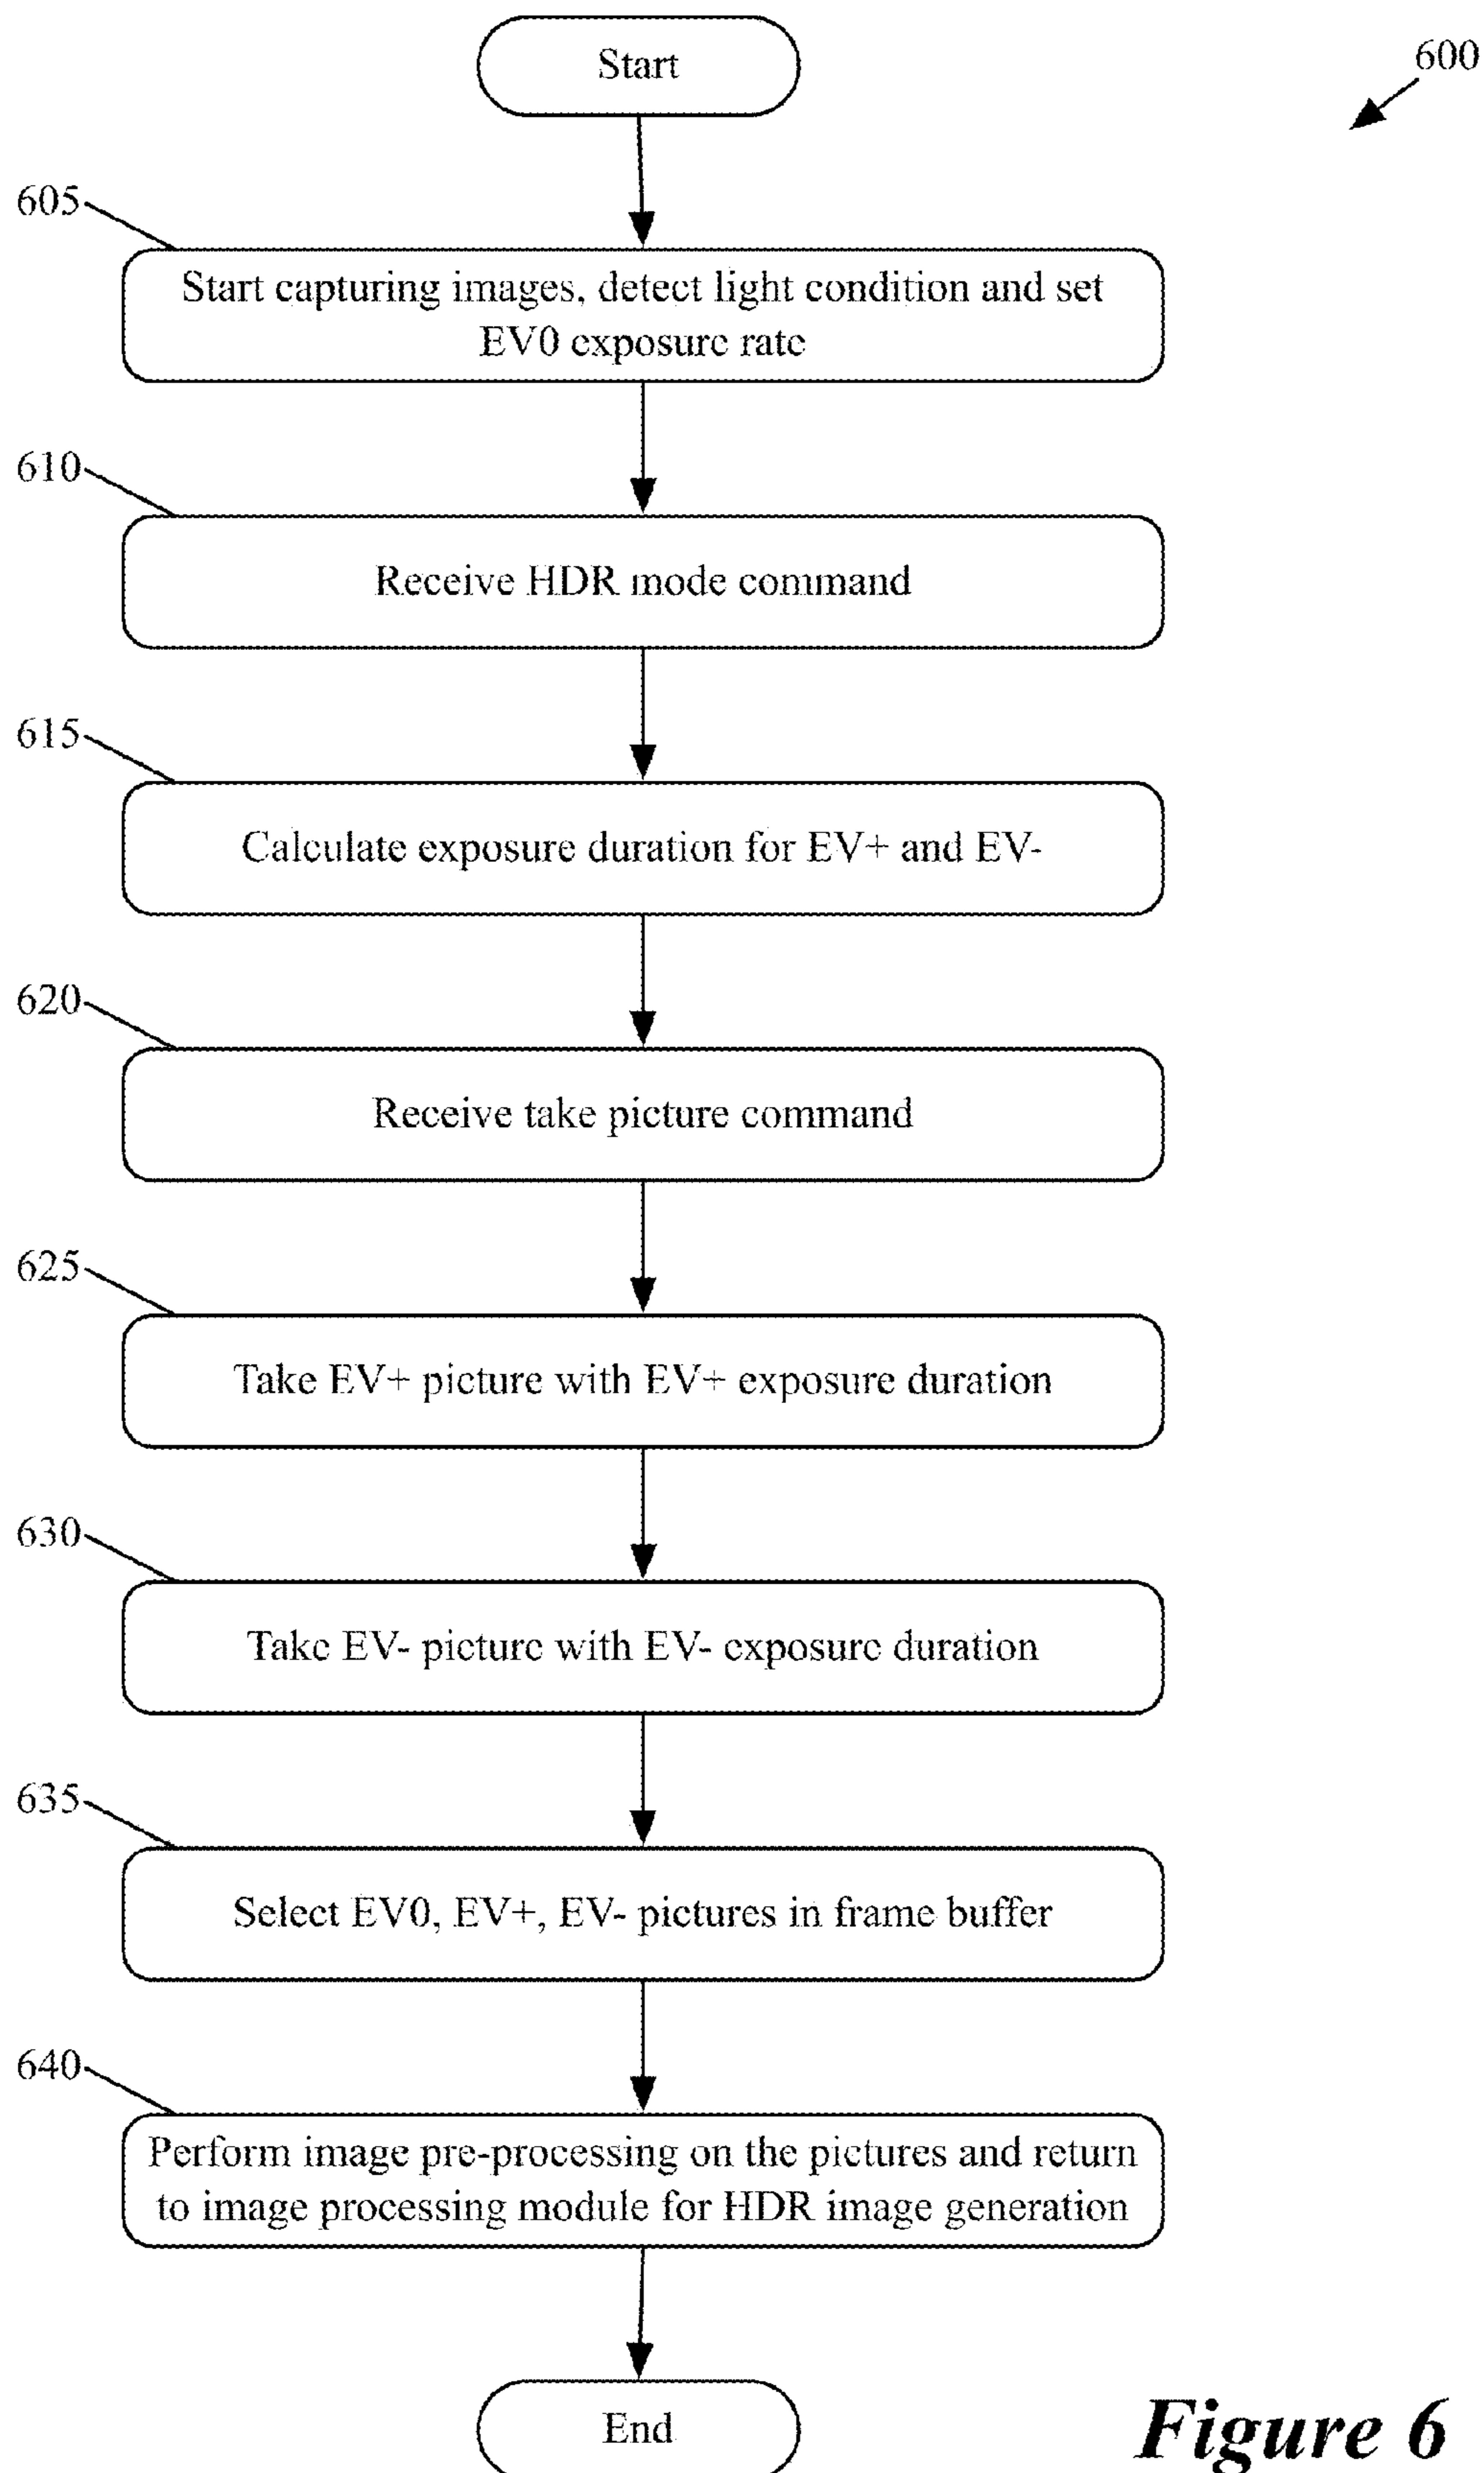 Start
600
605
Start capturing images, detect light condition and set
EV0 exposure rate
610
Receive HDR mode command
615
Calculate exposure duration for EV+ and EV-
620
Receive take picture command
625
Take EV+ picture with EV+ exposure duration
630
Take EV- picture with EV- exposure duration
635
Select EV0, EV+, EV- pictures in frame buffer
640
Perform image pre-processing on the pictures and return
to image processing module for HDR image generation
End
Figure 6